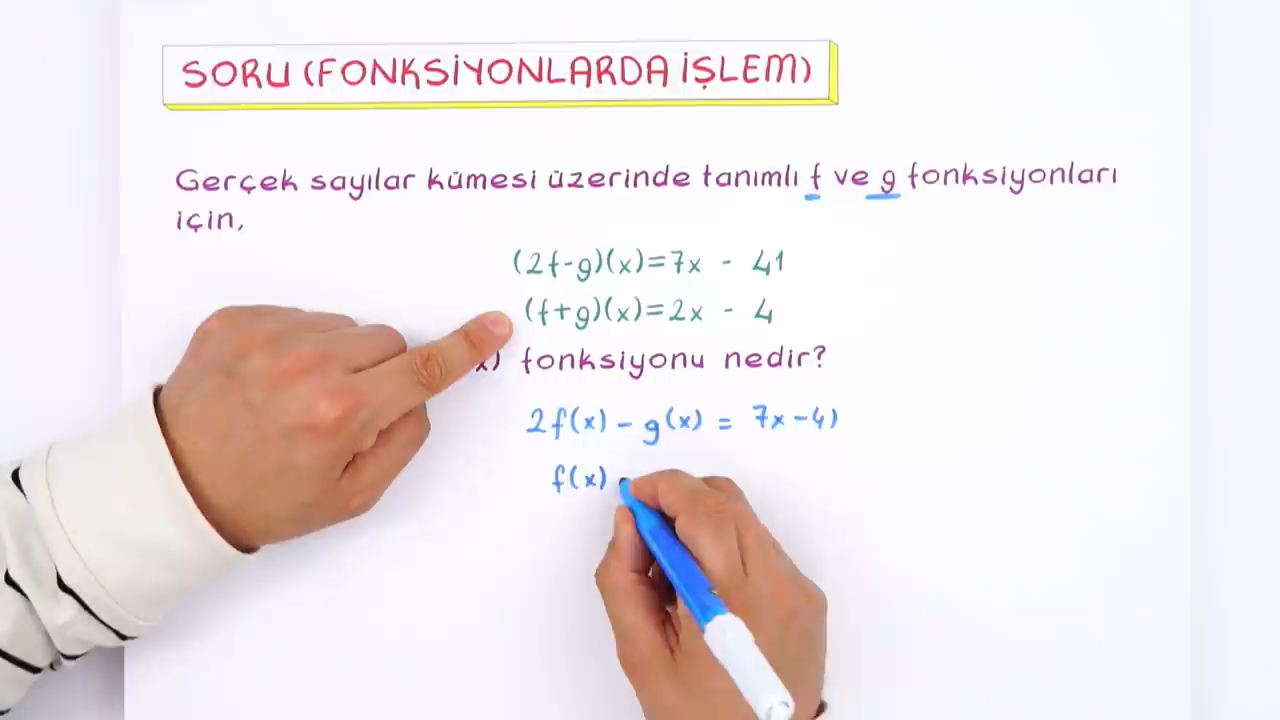 SORU (FONKSİYONLARDA İŞLEM)
Gerçek sayılar kümesi üzerinde tanımlı f ve g fonksiyonları
için,
(2f-g)(x)=7x - 41
(f+g)(x)=2x - 4
x) fonksiyonu nedir?
2f(x) - g(x) = 7x-41
f(x)